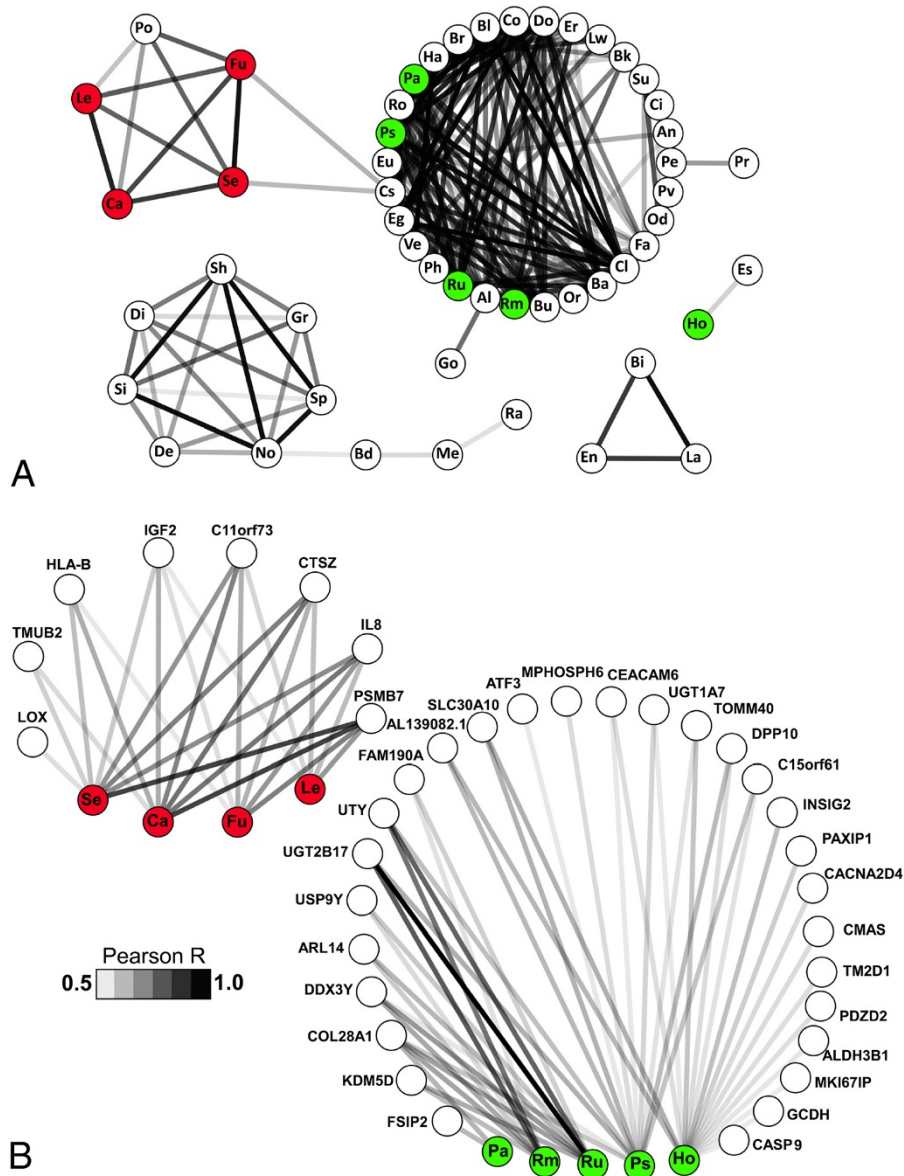 Po
Fu
Le
Se
Ca
Co
Do
Bl
Er
Br
Lw
Ha
Bk
Pa
Su
Ro
Ci
Ps
An
Eu
Pe
Pr
Cs
Pv
Eg
Od
Ve
Fa
Ph
Cl
Ru
Ba
Al
Rm
Bu
Or
Go
Es
Ho
Sh
Di
Gr
Si
Sp
De
No
Bd
Me
Ra
Bi
En
La
A
IGF2
C11orf73
HLA-B
CTSZ
TMUB2
IL8
LOX
PSMB7
Se
Ca
Fu
Le
MPHOSPH6
ATF3
CEACAM6
SLC30A10
UGT1A7
AL139082.1
TOMM40
FAM190A
DPP10
UTY
C15orf61
UGT2B17
INSIG2
USP9Y
PAXIP1
ARL14
CACNA2D4
DDX3Y
CMAS
COL28A1
TM2D1
KDM5D
PDZD2
FSIP2
ALDH3B1
MKI67IP
GCDH
CASP9
Pa
Rm
Ru
Ps
Ho
Pearson R
0.5 1.0
B